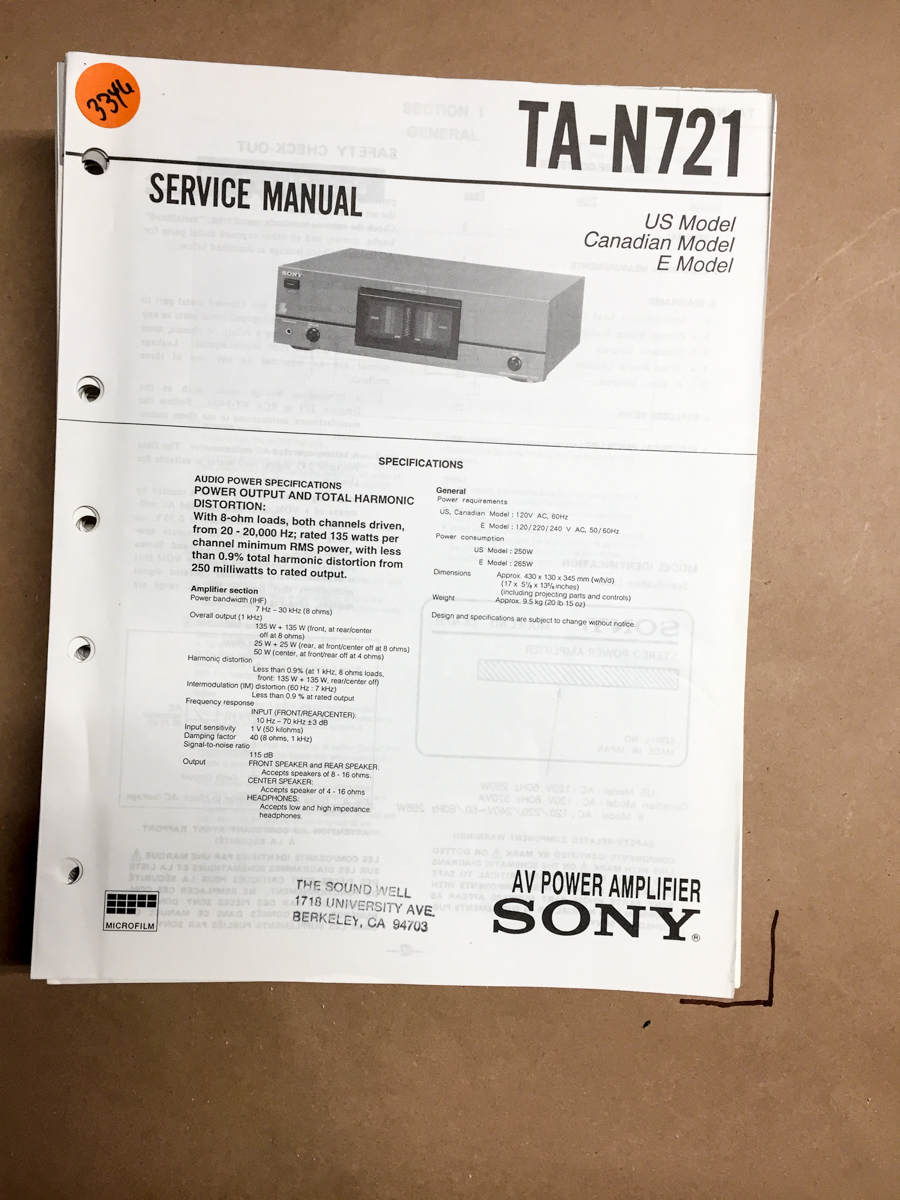 3346
TA-N721
SERVICE MANUAL
US Model
Canadian Model
E Model
SONY
SPECIFICATIONS
AUDIO POWER SPECIFICATIONS
POWER OUTPUT AND TOTAL HARMONIC
DISTORTION:
With 8-ohm loads, both channels driven,
from 20 - 20,000 Hz; rated 135 watts per
channel minimum RMS power, with less
than 0.9% total harmonic distortion from
250 milliwatts to rated output.
Amplifier section
Power bandwidth (IHF)
7 Hz – 30 kHz (8 ohms)
Overall output (1 kHz)
135 W + 135 W (front, at rear/center
off at 8 ohms)
25 W + 25 W (rear, at front/center off at 8 ohms)
50 W (center, at front/rear off at 4 ohms)
Harmonic distortion
Less than 0.9% (at 1 kHz, 8 ohms loads,
front: 135 W + 135 W, rear/center off)
Intermodulation (IM) distortion (60 Hz : 7 kHz)
Less than 0.9 % at rated output
Frequency response
INPUT (FRONT/REAR/CENTER):
10 Hz – 70 kHz ±3 dB
Input sensitivity 1 V (50 kilohms)
Damping factor 40 (8 ohms, 1 kHz)
Signal-to-noise ratio
115 dB
Output FRONT SPEAKER and REAR SPEAKER:
Accepts speakers of 8 - 16 ohms.
CENTER SPEAKER:
Accepts speaker of 4 - 16 ohms
HEADPHONES:
Accepts low and high impedance
headphones.
General
Power requirements
US, Canadian Model : 120V AC, 60Hz
E Model : 120/220/240 V AC, 50/60Hz
Power consumption
US Model : 250W
E Model : 265W
Dimensions Approx. 430 x 130 x 345 mm (w/h/d)
(17 x 5 1/8 x 13 5/8 inches)
(including projecting parts and controls)
Weight Approx. 9.5 kg (20 lb 15 oz)
Design and specifications are subject to change without notice.
MICROFILM
THE SOUND WELL
1718 UNIVERSITY AVE.
BERKELEY, CA 94703
AV POWER AMPLIFIER
SONY®